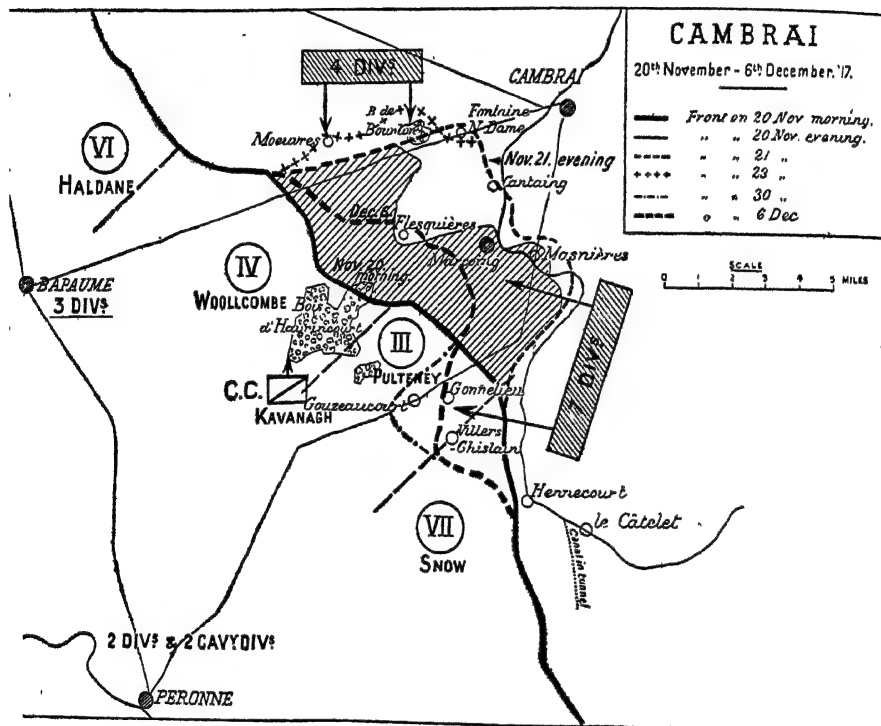 CAMBRAI
20th November - 6th December. '17.
Front on 20 Nov morning.
" " 20 Nov. evening.
" " 21 "
" " 23 "
" " 30 "
" " 6 Dec
SCALE
0 1 2 3 4 5 MILES
4 DIVs
CAMBRAI
B de
Bourlon
Fontaine
N. Dame
Moeuvres
Nov. 21. evening
Cantaing
VI
HALDANE
Dec. 6.
Flesquières
Marcoing
Masnières
IV
WOOLLCOMBE
Nov. 20.
morning.
BAPAUME
3 DIVs
Bois
d'Havrincourt
III
PULTENEY
7 DIVs
C.C.
KAVANAGH
Gouzeaucourt
Gonnelieu
Villers
-Ghislain
VII
SNOW
Hennecourt
le Câtelet
Canal in tunnel
2 DIVs & 2 CAVY DIVs
PERONNE